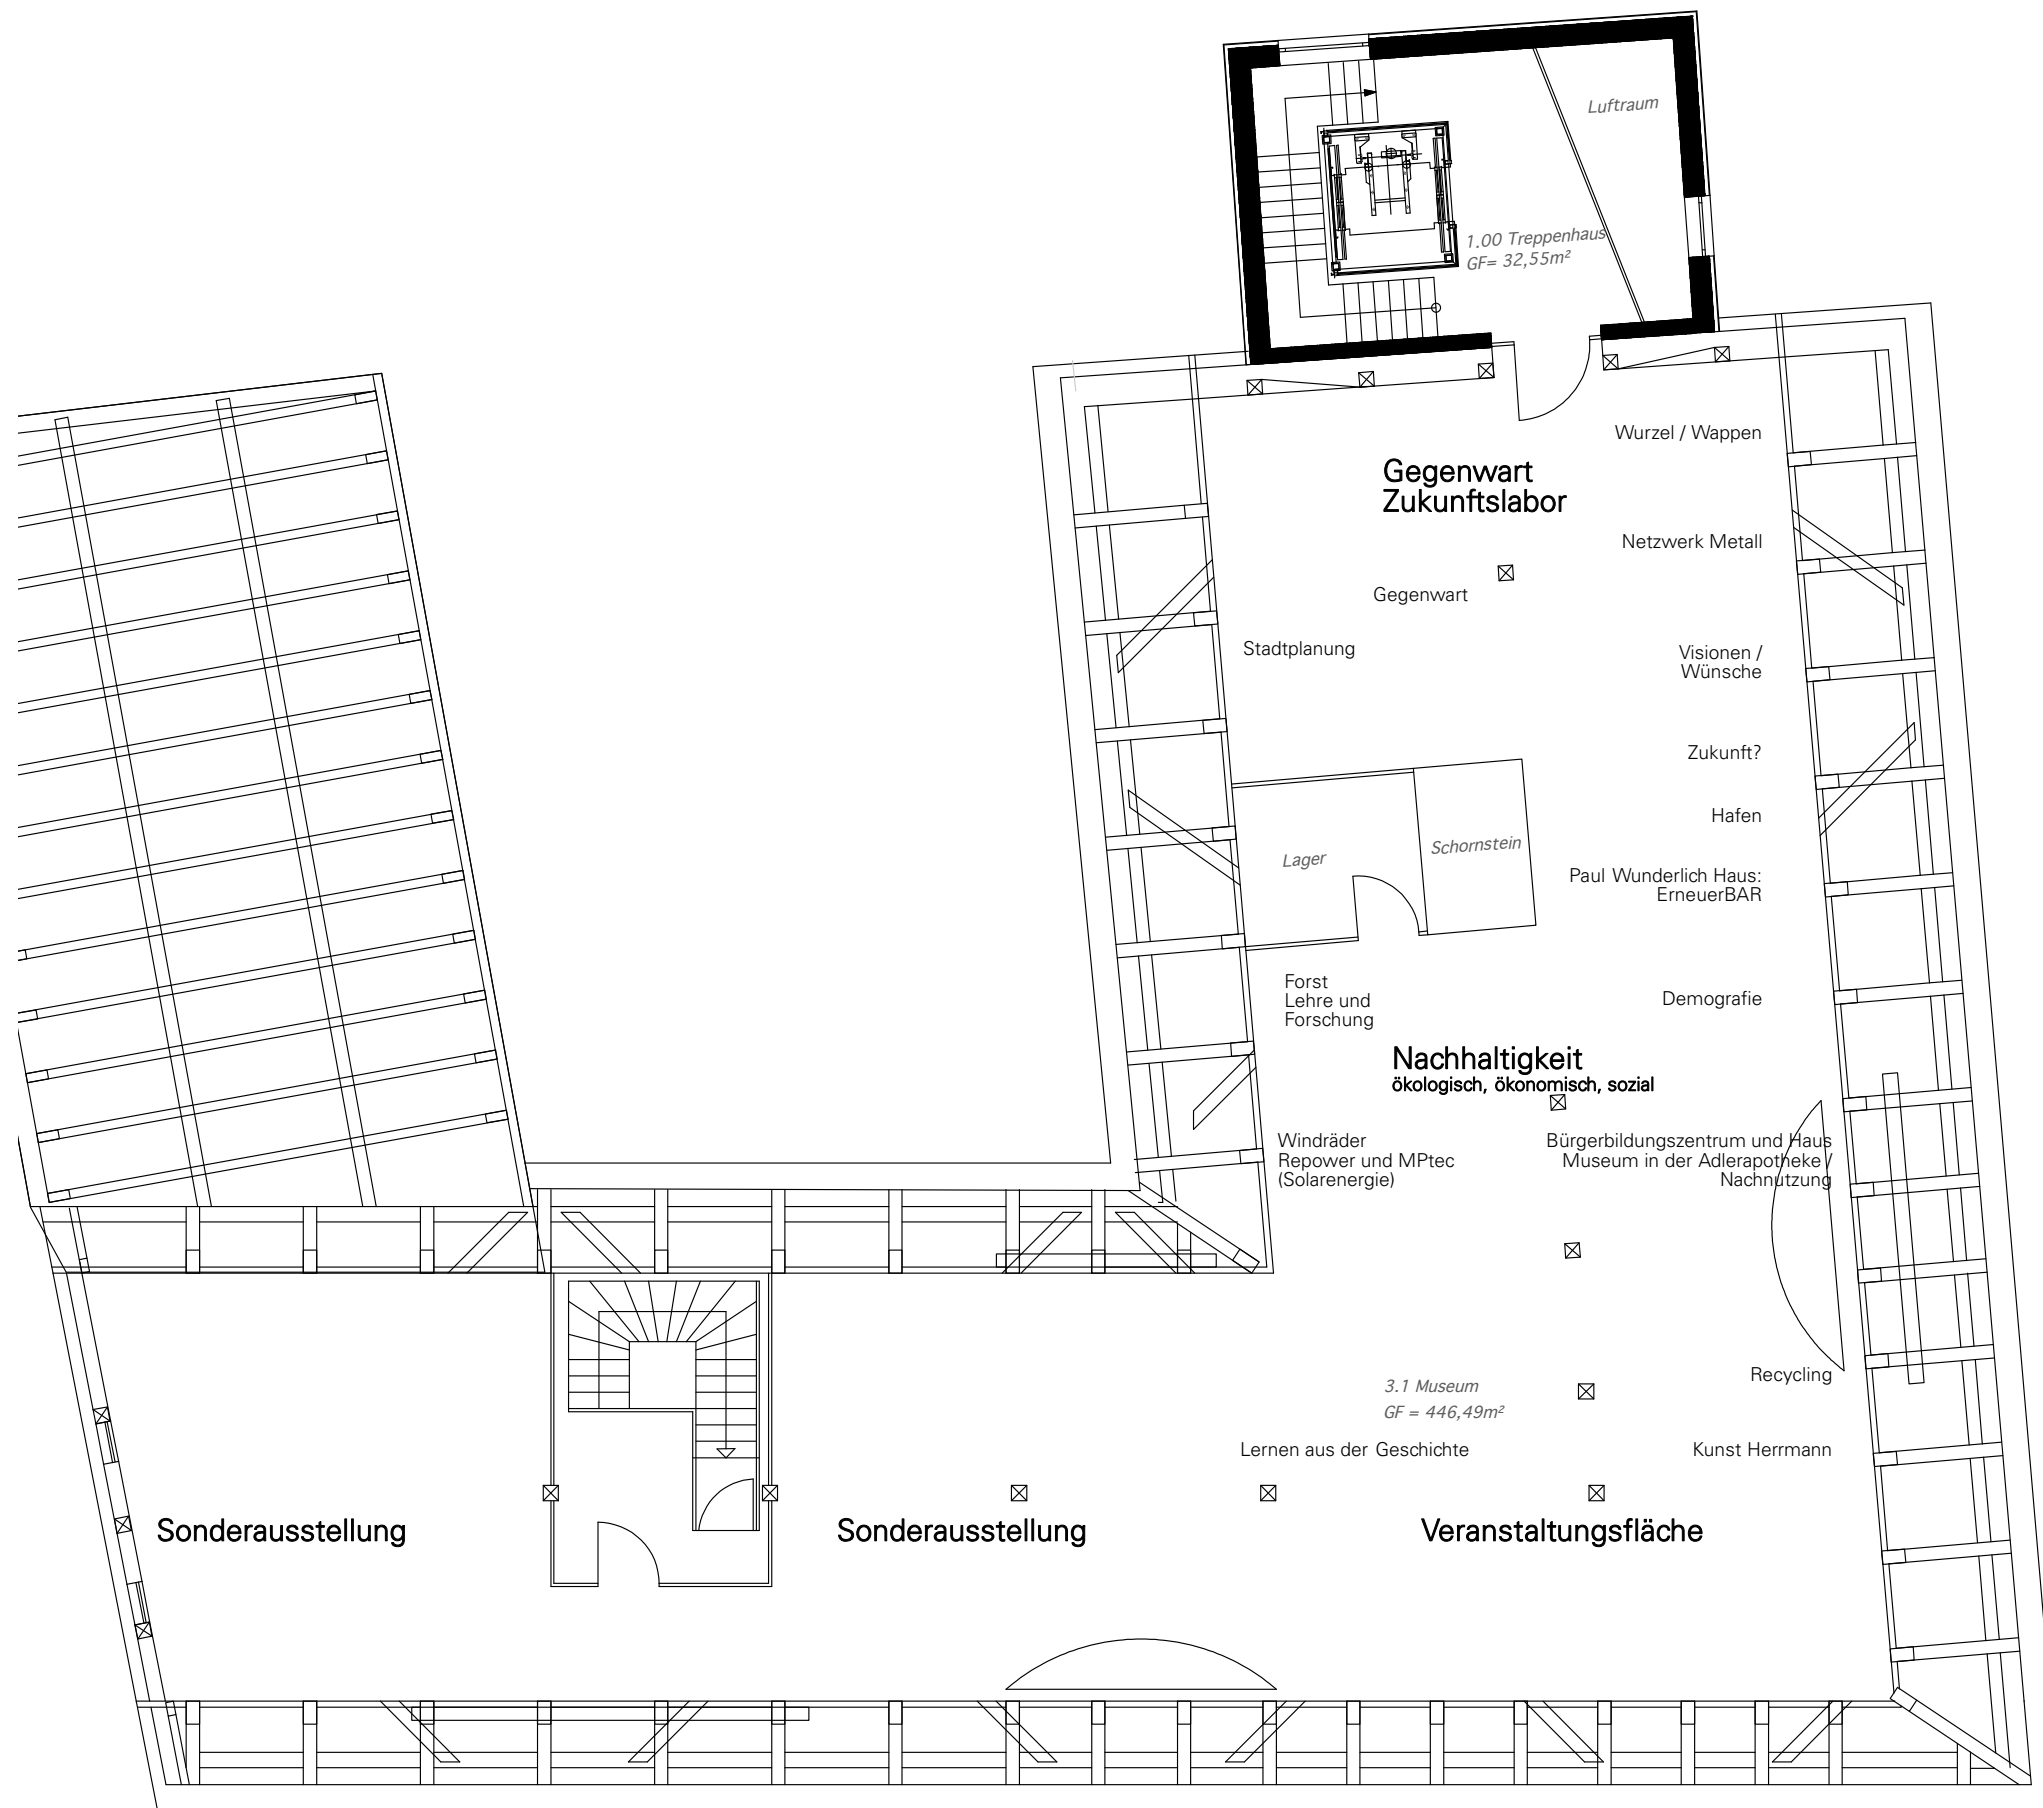 Luftraum
1.00 Treppenhaus
GF= 32,55m²
Wurzel / Wappen
Gegenwart
Zukunftslabor
Netzwerk Metall
Gegenwart
Stadtplanung
Visionen /
Wünsche
Zukunft?
Hafen
Lager
Schornstein
Paul Wunderlich Haus:
ErneuerBAR
Forst
Lehre und
Forschung
Demografie
Nachhaltigkeit
ökologisch, ökonomisch, sozial
Windräder
Repower und MPtec
(Solarenergie)
Bürgerbildungszentrum und Haus
Museum in der Adlerapotheke /
Nachnutzung
Recycling
3.1 Museum
GF = 446,49m²
Lernen aus der Geschichte
Kunst Herrmann
Sonderausstellung
Sonderausstellung
Veranstaltungsfläche